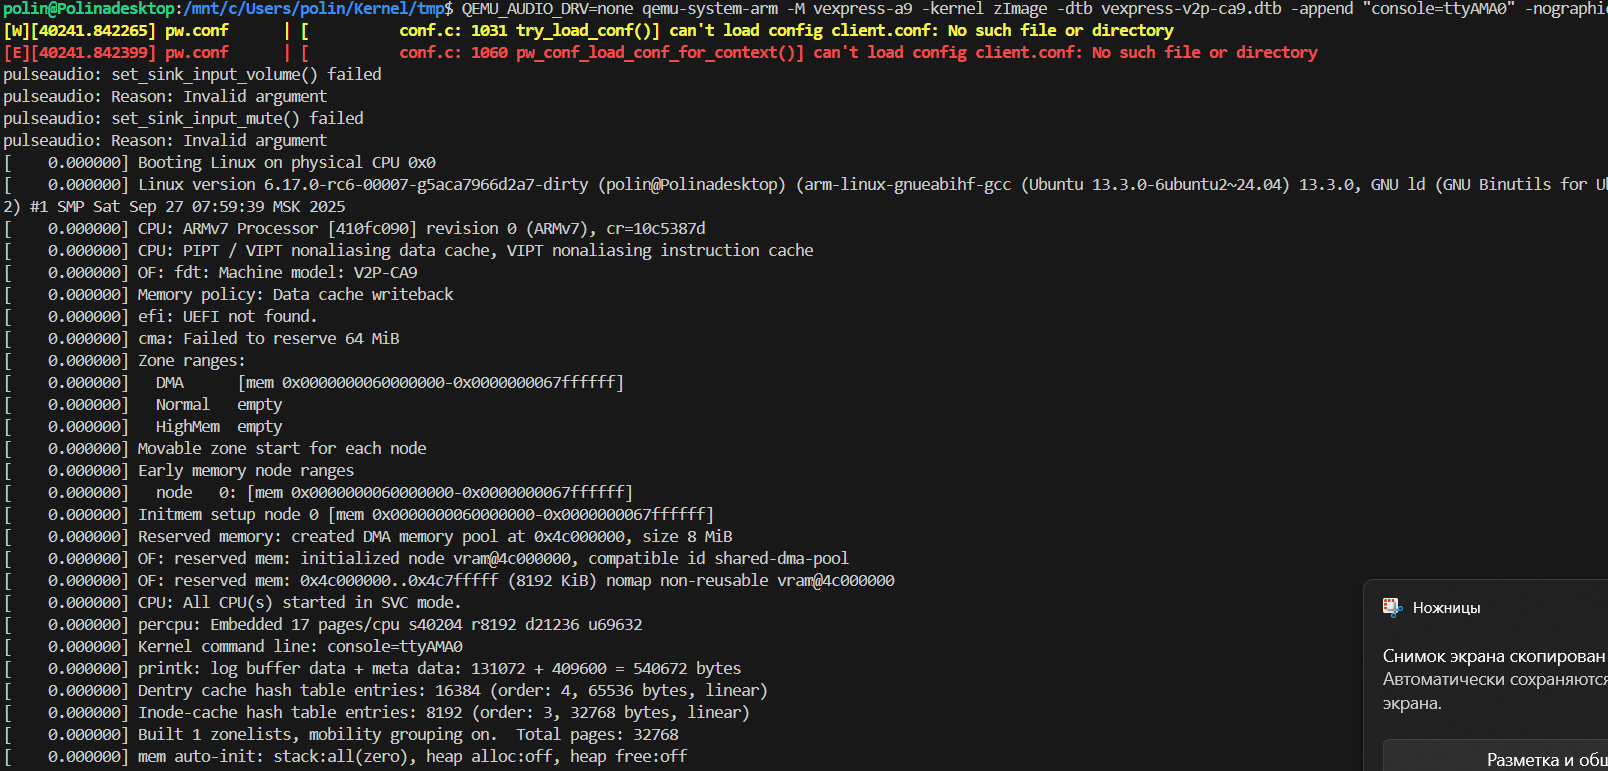 polin@Polinadesktop:/mnt/c/Users/polin/Kernel/tmp$ QEMU_AUDIO_DRV=none qemu-system-arm -M vexpress-a9 -kernel zImage -dtb vexpress-v2p-ca9.dtb -append "console=ttyAMA0" -nographic
[W][40241.842265] pw.conf      | [          conf.c: 1031 try_load_conf()] can't load config client.conf: No such file or directory
[E][40241.842399] pw.conf      | [          conf.c: 1060 pw_conf_load_conf_for_context()] can't load config client.conf: No such file or directory
pulseaudio: set_sink_input_volume() failed
pulseaudio: Reason: Invalid argument
pulseaudio: set_sink_input_mute() failed
pulseaudio: Reason: Invalid argument
[    0.000000] Booting Linux on physical CPU 0x0
[    0.000000] Linux version 6.17.0-rc6-00007-g5aca7966d2a7-dirty (polin@Polinadesktop) (arm-linux-gnueabihf-gcc (Ubuntu 13.3.0-6ubuntu2~24.04) 13.3.0, GNU ld (GNU Binutils for
2) #1 SMP Sat Sep 27 07:59:39 MSK 2025
[    0.000000] CPU: ARMv7 Processor [410fc090] revision 0 (ARMv7), cr=10c5387d
[    0.000000] CPU: PIPT / VIPT nonaliasing data cache, VIPT nonaliasing instruction cache
[    0.000000] OF: fdt: Machine model: V2P-CA9
[    0.000000] Memory policy: Data cache writeback
[    0.000000] efi: UEFI not found.
[    0.000000] cma: Failed to reserve 64 MiB
[    0.000000] Zone ranges:
[    0.000000]   DMA      [mem 0x0000000060000000-0x0000000067ffffff]
[    0.000000]   Normal   empty
[    0.000000]   HighMem  empty
[    0.000000] Movable zone start for each node
[    0.000000] Early memory node ranges
[    0.000000]   node   0: [mem 0x0000000060000000-0x0000000067ffffff]
[    0.000000] Initmem setup node 0 [mem 0x0000000060000000-0x0000000067ffffff]
[    0.000000] Reserved memory: created DMA memory pool at 0x4c000000, size 8 MiB
[    0.000000] OF: reserved mem: initialized node vram@4c000000, compatible id shared-dma-pool
[    0.000000] OF: reserved mem: 0x4c000000..0x4c7fffff (8192 KiB) nomap non-reusable vram@4c000000
[    0.000000] CPU: All CPU(s) started in SVC mode.
[    0.000000] percpu: Embedded 17 pages/cpu s40204 r8192 d21236 u69632
[    0.000000] Kernel command line: console=ttyAMA0
[    0.000000] printk: log buffer data + meta data: 131072 + 409600 = 540672 bytes
[    0.000000] Dentry cache hash table entries: 16384 (order: 4, 65536 bytes, linear)
[    0.000000] Inode-cache hash table entries: 8192 (order: 3, 32768 bytes, linear)
[    0.000000] Built 1 zonelists, mobility grouping on.  Total pages: 32768
[    0.000000] mem auto-init: stack:all(zero), heap alloc:off, heap free:off
Ножницы
Снимок экрана скопирован
Автоматически сохраняются
экрана.
Разметка и